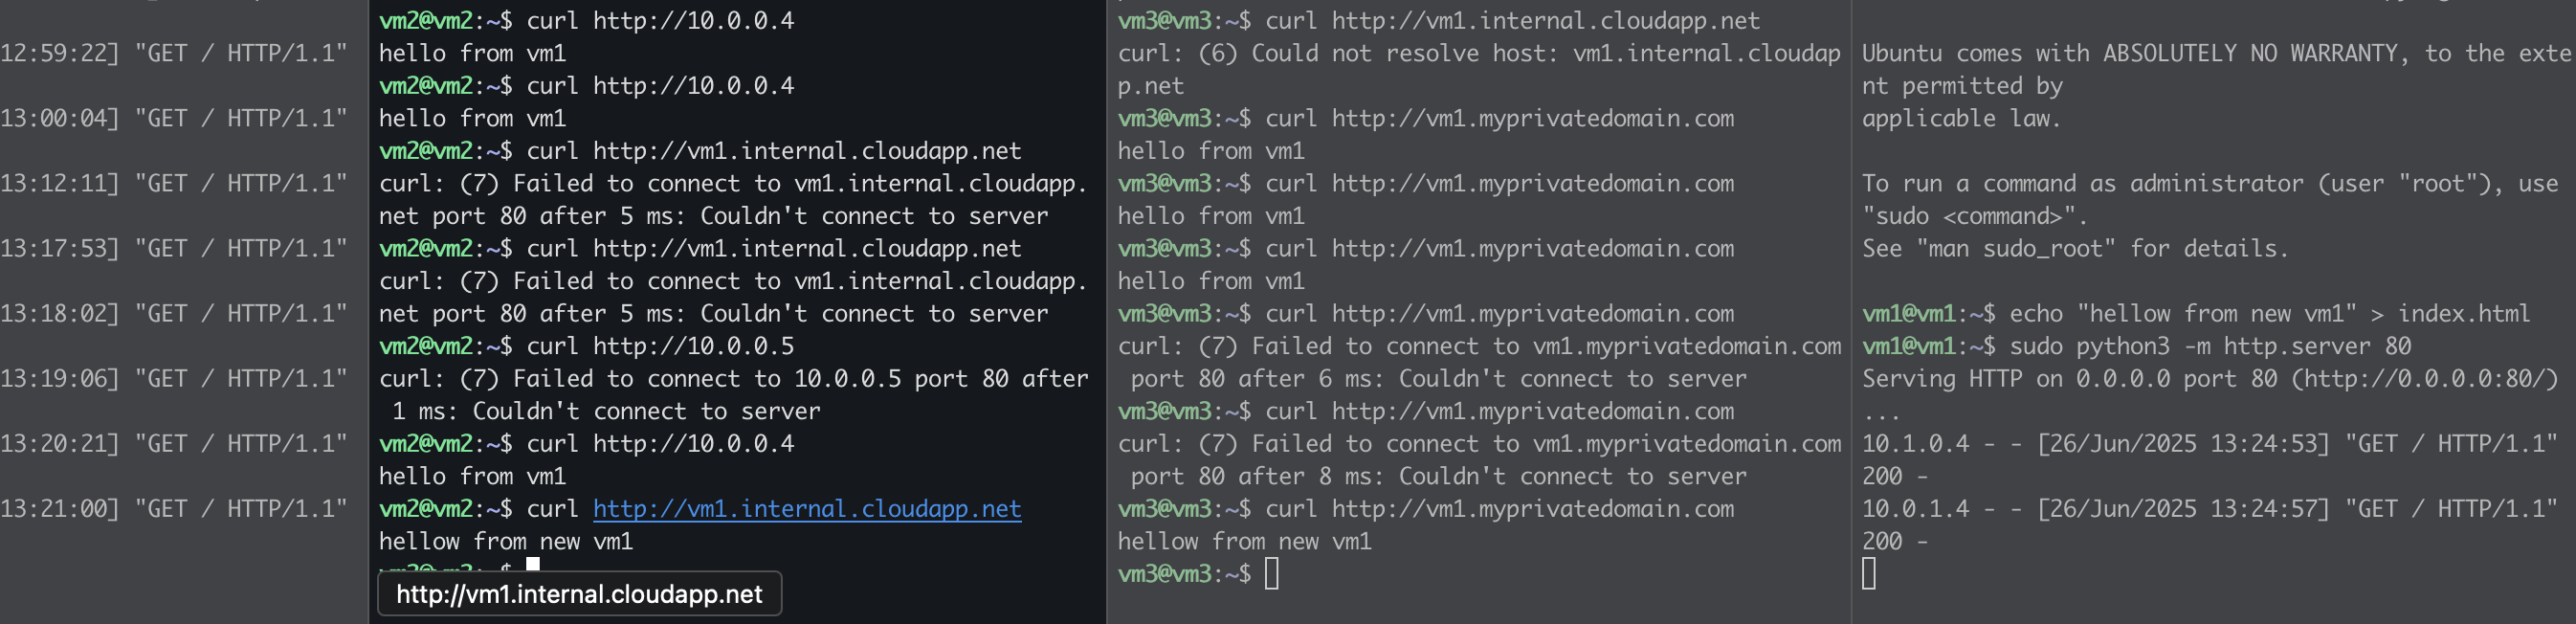 12:59:22] "GET / HTTP/1.1"
13:00:04] "GET / HTTP/1.1"
13:12:11] "GET / HTTP/1.1"
13:17:53] "GET / HTTP/1.1"
13:18:02] "GET / HTTP/1.1"
13:19:06] "GET / HTTP/1.1"
13:20:21] "GET / HTTP/1.1"
13:21:00] "GET / HTTP/1.1"
vm2@vm2:~$ curl http://10.0.0.4
hello from vm1
vm2@vm2:~$ curl http://10.0.0.4
hello from vm1
vm2@vm2:~$ curl http://vm1.internal.cloudapp.net
curl: (7) Failed to connect to vm1.internal.cloudapp.
net port 80 after 5 ms: Couldn't connect to server
vm2@vm2:~$ curl http://vm1.internal.cloudapp.net
curl: (7) Failed to connect to vm1.internal.cloudapp.
net port 80 after 5 ms: Couldn't connect to server
vm2@vm2:~$ curl http://10.0.0.5
curl: (7) Failed to connect to 10.0.0.5 port 80 after
 1 ms: Couldn't connect to server
vm2@vm2:~$ curl http://10.0.0.4
hello from vm1
vm2@vm2:~$ curl http://vm1.internal.cloudapp.net
hellow from new vm1
vm2@vm2:~$
http://vm1.internal.cloudapp.net
vm3@vm3:~$ curl http://vm1.internal.cloudapp.net
curl: (6) Could not resolve host: vm1.internal.cloudap
p.net
vm3@vm3:~$ curl http://vm1.myprivatedomain.com
hello from vm1
vm3@vm3:~$ curl http://vm1.myprivatedomain.com
hello from vm1
vm3@vm3:~$ curl http://vm1.myprivatedomain.com
hello from vm1
vm3@vm3:~$ curl http://vm1.myprivatedomain.com
curl: (7) Failed to connect to vm1.myprivatedomain.com
 port 80 after 6 ms: Couldn't connect to server
vm3@vm3:~$ curl http://vm1.myprivatedomain.com
curl: (7) Failed to connect to vm1.myprivatedomain.com
 port 80 after 8 ms: Couldn't connect to server
vm3@vm3:~$ curl http://vm1.myprivatedomain.com
hellow from new vm1
vm3@vm3:~$
Ubuntu comes with ABSOLUTELY NO WARRANTY, to the exte
nt permitted by
applicable law.
To run a command as administrator (user "root"), use
"sudo <command>".
See "man sudo_root" for details.
vm1@vm1:~$ echo "hellow from new vm1" > index.html
vm1@vm1:~$ sudo python3 -m http.server 80
Serving HTTP on 0.0.0.0 port 80 (http://0.0.0.0:80/)
...
10.1.0.4 - - [26/Jun/2025 13:24:53] "GET / HTTP/1.1"
200 -
10.0.1.4 - - [26/Jun/2025 13:24:57] "GET / HTTP/1.1"
200 -